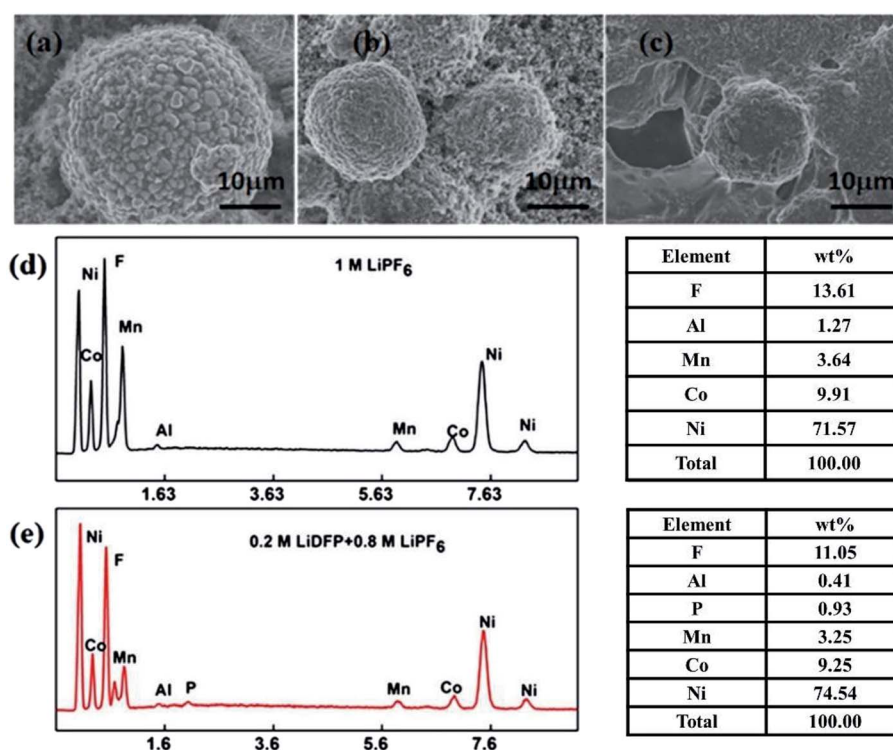 (a)
(b)
(c)
10μm
10μm
10μm
(d)
1 M LiPF6
Ni
F
Co
Mn
Al
Mn
Co
Ni
Ni
1.63
3.63
5.63
7.63
Element wt%
F 13.61
Al 1.27
Mn 3.64
Co 9.91
Ni 71.57
Total 100.00
(e)
0.2 M LiDFP+0.8 M LiPF6
Ni
F
Co
Mn
Al
P
Mn
Co
Ni
Ni
1.6
3.6
5.6
7.6
Element wt%
F 11.05
Al 0.41
P 0.93
Mn 3.25
Co 9.25
Ni 74.54
Total 100.00